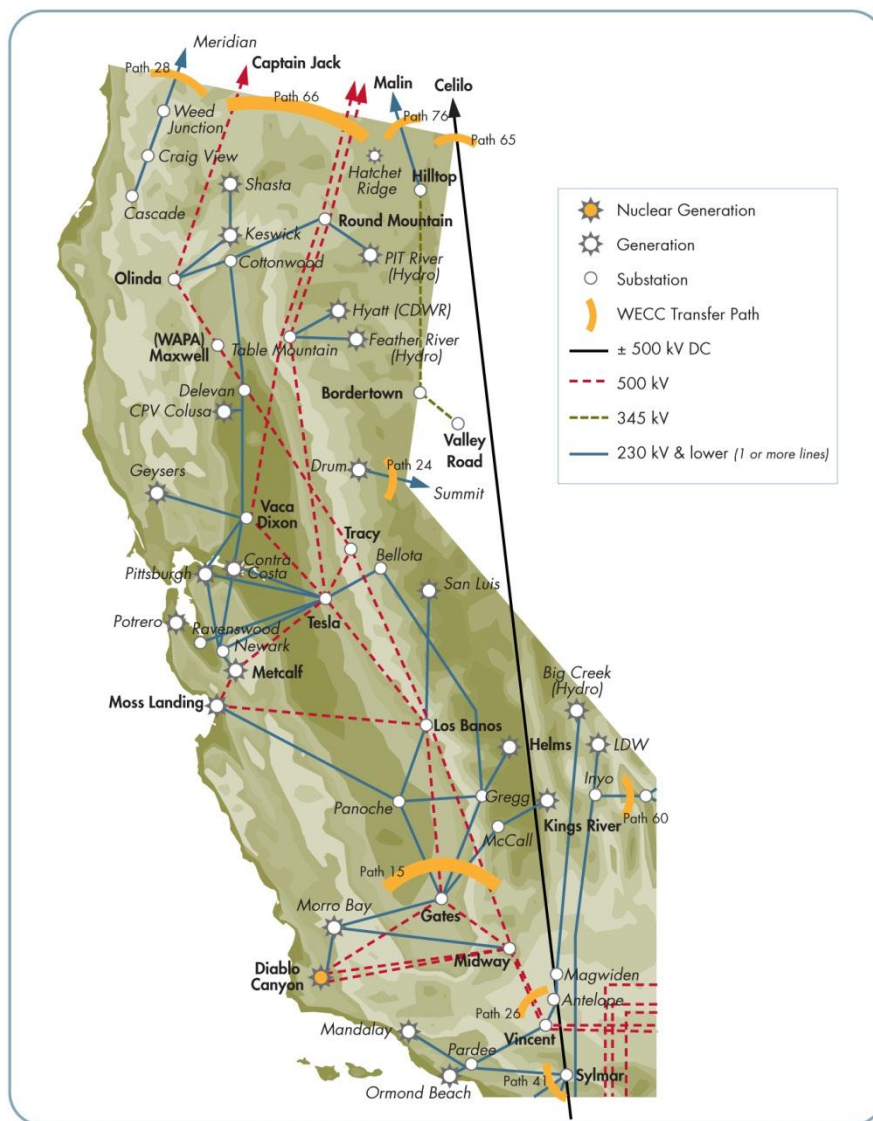 Meridian
Captain Jack
Path 28
Path 66
Malin
Celilo
Path 76
Path 65
Weed
Junction
Craig View
Cascade
Shasta
Hatchet
Ridge
Hilltop
Keswick
Round Mountain
Cottonwood
PIT River
(Hydro)
Olinda
Hyatt (CDWR)
(WAPA)
Maxwell
Table Mountain
Feather River
(Hydro)
Delevan
CPV Colusa
Bordertown
Valley
Road
Geysers
Drum
Path 24
Summit
Vaca
Dixon
Tracy
Bellota
Pittsburgh
Contra
Costa
San Luis
Potrero
Ravenswood
Newark
Tesla
Metcalf
Big Creek
(Hydro)
Moss Landing
Los Banos
Helms
LDW
Inyo
Panoche
Gregg
Kings River
Path 60
McCall
Path 15
Gates
Morro Bay
Midway
Diablo
Canyon
Magwiden
Antelope
Path 26
Vincent
Mandalay
Pardee
Ormond Beach
Path 41
Sylmar
Nuclear Generation
Generation
Substation
WECC Transfer Path
± 500 kV DC
500 kV
345 kV
230 kV & lower (1 or more lines)